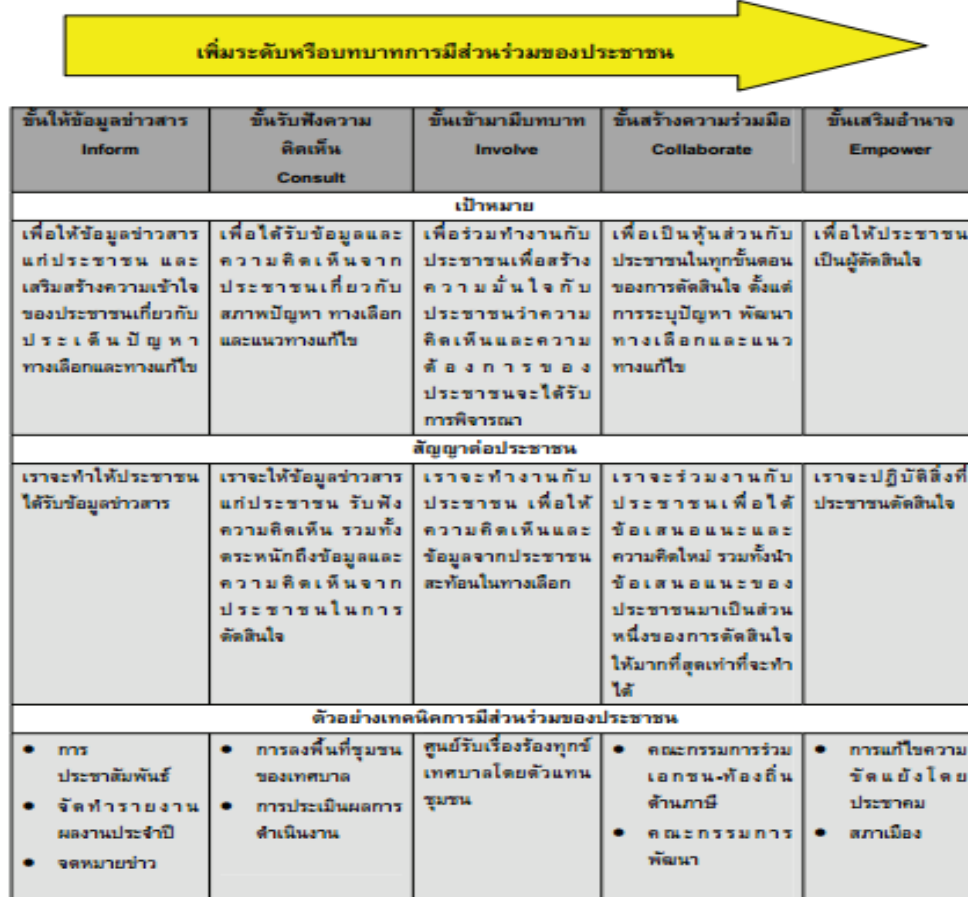 เพิ่มระดับหรือบทบาทการมีส่วนร่วมของประชาชน
ขั้นให้ข้อมูลข่าวสาร
Inform
ขั้นรับฟังความ
คิดเห็น
Consult
ขั้นเข้ามามีบทบาท
Involve
ขั้นสร้างความร่วมมือ
Collaborate
ขั้นเสริมอำนาจ
Empower
เป้าหมาย
เพื่อให้ข้อมูลข่าวสาร
แก่ประชาชน และ
เสริมสร้างความเข้าใจ
ของประชาชนเกี่ยวกับ
ประเด็นปัญหา
ทางเลือกและทางแก้ไข
เพื่อได้รับข้อมูลและ
ความคิดเห็นจาก
ประชาชนเกี่ยวกับ
สภาพปัญหา ทางเลือก
และแนวทางแก้ไข
เพื่อร่วมทำงานกับ
ประชาชนเพื่อสร้าง
ความมั่นใจกับ
ประชาชนว่าความ
คิดเห็นและความ
ต้องการของ
ประชาชนจะได้รับ
การพิจารณา
เพื่อเป็นหุ้นส่วนกับ
ประชาชนในทุกขั้นตอน
ของการตัดสินใจ ตั้งแต่
การระบุปัญหา พัฒนา
ทางเลือกและแนว
ทางแก้ไข
เพื่อให้ประชาชน
เป็นผู้ตัดสินใจ
สัญญาต่อประชาชน
เราจะทำให้ประชาชน
ได้รับข้อมูลข่าวสาร
เราจะให้ข้อมูลข่าวสาร
แก่ประชาชน รับฟัง
ความคิดเห็น รวมทั้ง
ตระหนักถึงข้อมูลและ
ความคิดเห็นจาก
ประชาชนในการ
ตัดสินใจ
เราจะทำงานกับ
ประชาชน เพื่อให้
ความคิดเห็นและ
ข้อมูลจากประชาชน
สะท้อนในทางเลือก
เราจะร่วมงานกับ
ประชาชนเพื่อได้
ข้อเสนอแนะและ
ความคิดใหม่ รวมทั้งนำ
ข้อเสนอแนะของ
ประชาชนมาเป็นส่วน
หนึ่งของการตัดสินใจ
ให้มากที่สุดเท่าที่จะทำ
ได้
เราจะปฏิบัติสิ่งที่
ประชาชนตัดสินใจ
ตัวอย่างเทคนิคการมีส่วนร่วมของประชาชน
● การ
ประชาสัมพันธ์
● จัดทำรายงาน
ผลงานประจำปี
● จดหมายข่าว
● การลงพื้นที่ชุมชน
ของเทศบาล
● การประเมินผลการ
ดำเนินงาน
ศูนย์รับเรื่องร้องทุกข์
เทศบาลโดยตัวแทน
ชุมชน
● คณะกรรมการร่วม
เอกชน-ท้องถิ่น
ด้านภาษี
● คณะกรรมการ
พัฒนา
● การแก้ไขความ
ขัดแย้งโดย
ประชาคม
● สภาเมือง